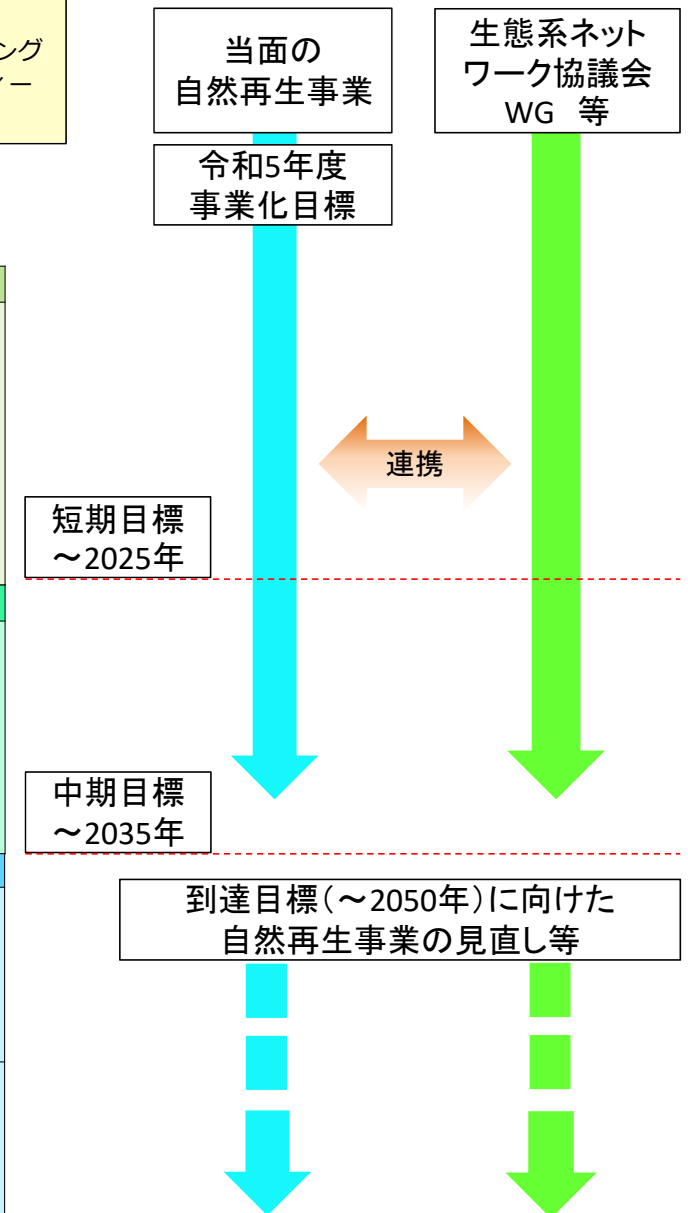 ング
ィー
当面の
自然再生事業
生態系ネット
ワーク協議会
WG 等
令和5年度
事業化目標
連携
短期目標
～2025年
中期目標
～2035年
到達目標(～2050年)に向けた
自然再生事業の見直し等